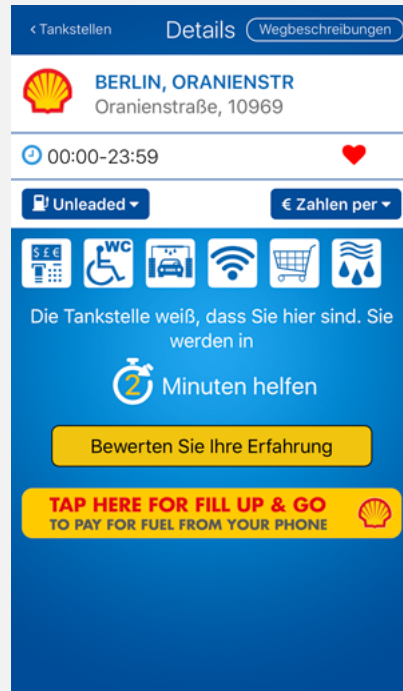 < Tankstellen Details Wegbeschreibungen
BERLIN, ORANIENSTR
Oranienstraße, 10969
00:00-23:59
Unleaded € Zahlen per
$ £ € WC
Die Tankstelle weiß, dass Sie hier sind. Sie
werden in
2 Minuten helfen
Bewerten Sie Ihre Erfahrung
TAP HERE FOR FILL UP & GO
TO PAY FOR FUEL FROM YOUR PHONE